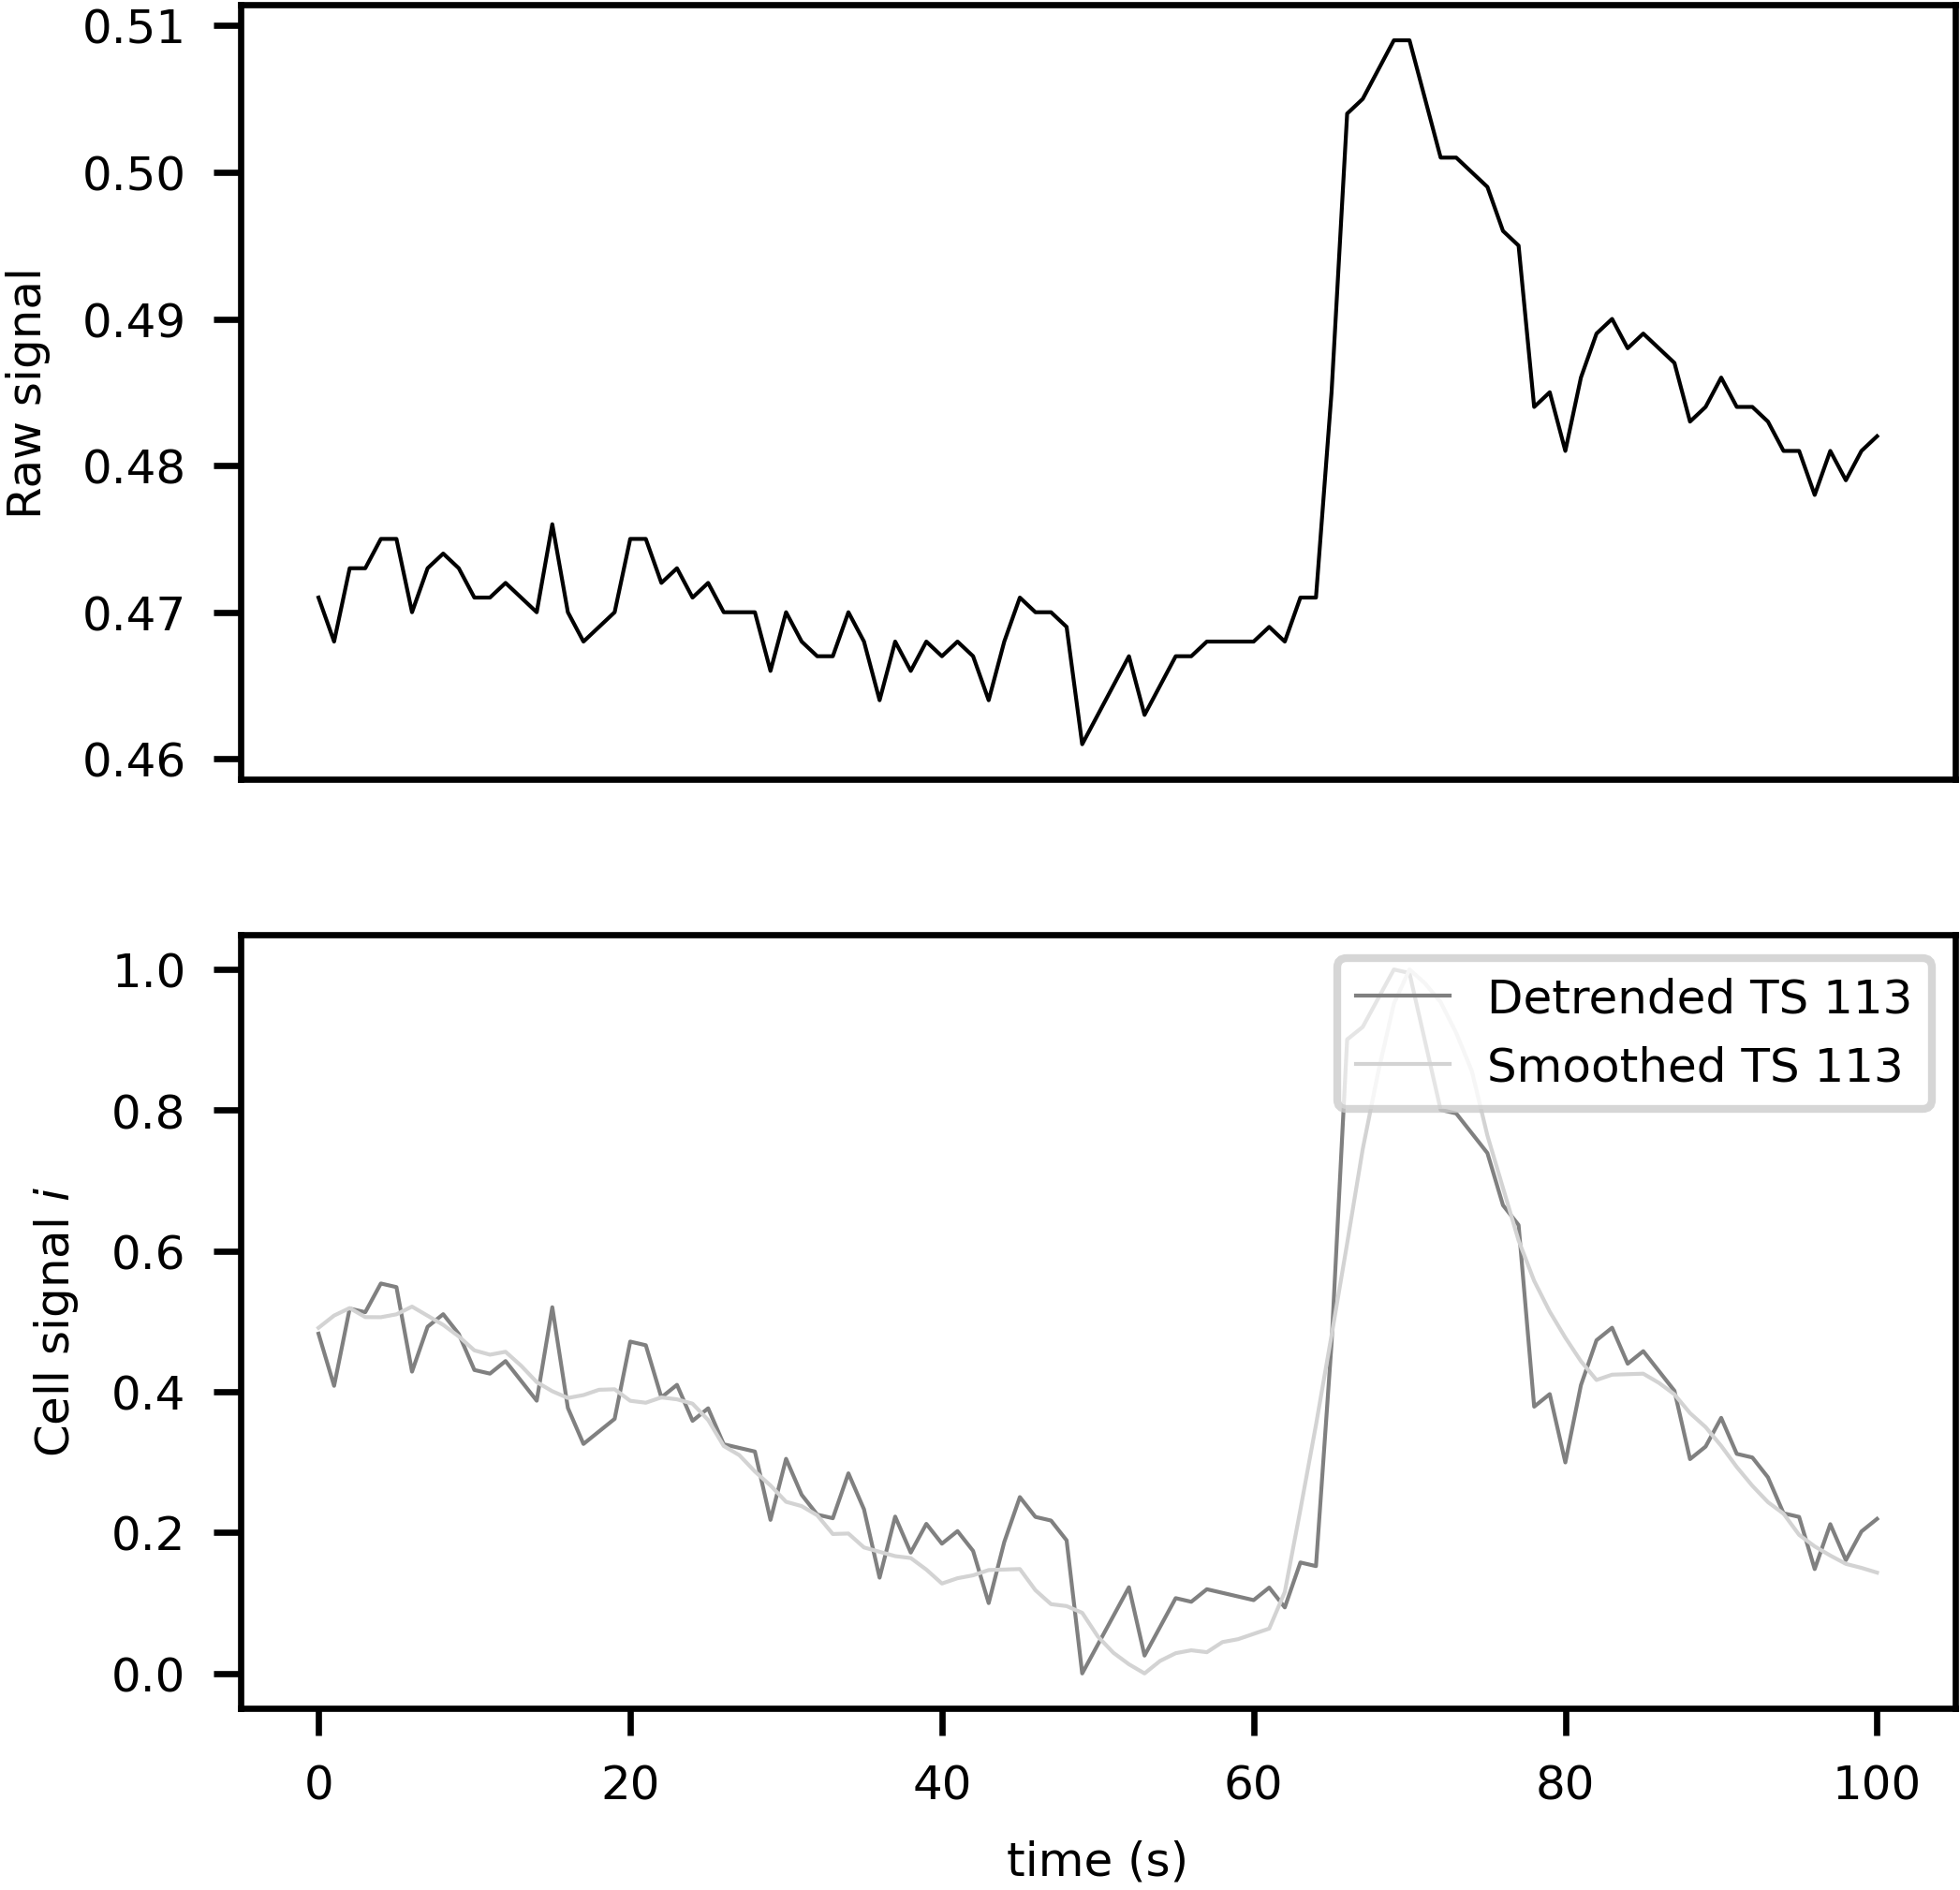 0.51
0.50
0.49
0.48
0.47
0.46
Raw signal
1.0
0.8
0.6
0.4
0.2
0.0
Cell signal i
Detrended TS 113
Smoothed TS 113
0 20 40 60 80 100
time (s)